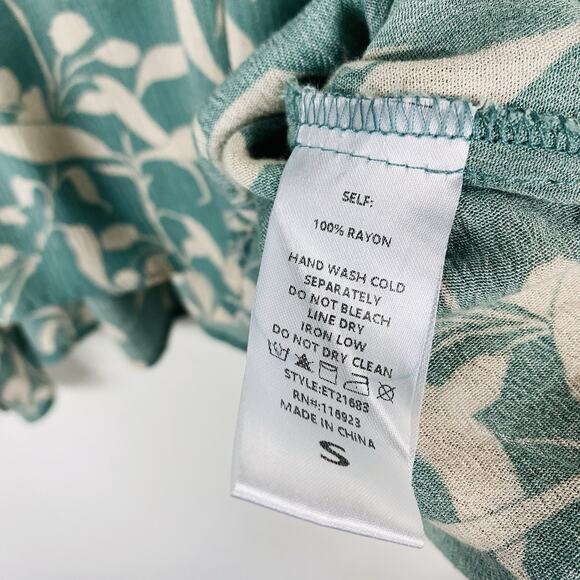 SELF:
100% RAYON
HAND WASH COLD
SEPARATELY
DO NOT BLEACH
LINE DRY
IRON LOW
DO NOT DRY CLEAN
STYLE:ET21683
RN#:116923
MADE IN CHINA
S